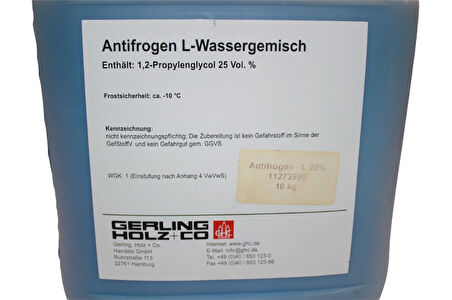 Antifrogen L-Wassergemisch
Enthält: 1,2-Propylenglycol 25 Vol. %
Frostsicherheit: ca. -10 °C
Kennzeichnung:
nicht kennzeichnungspflichtig; Die Zubereitung ist kein Gefahrstoff im Sinne der
GefStoffV. und kein Gefahrgut gem. GGVS
Antifrogen - L 25%
11273990
10 kg
WGK: 1 (Einstufung nach Anhang 4 VwVwS)
GERLING
HOLZ+CO
GHC
Gerling, Holz + Co.
Handels GmbH
Ruhrstraße 113
22761 Hamburg
Internet: www.ghc.de
Email: info@ghc.de
Tel. +49 (0)40 / 853 123-0
Fax +49 (0)40 / 853 123-66